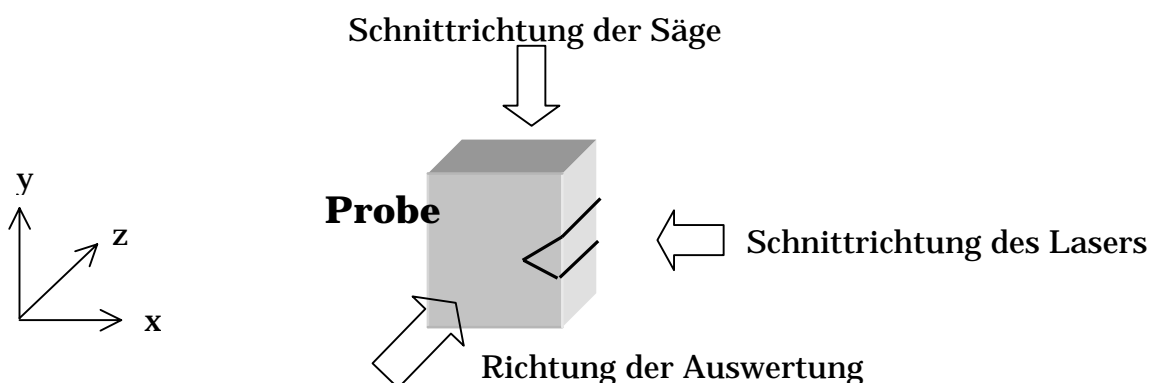 Schnittrichtung der Säge
y
z
Probe
Schnittrichtung des Lasers
x
Richtung der Auswertung